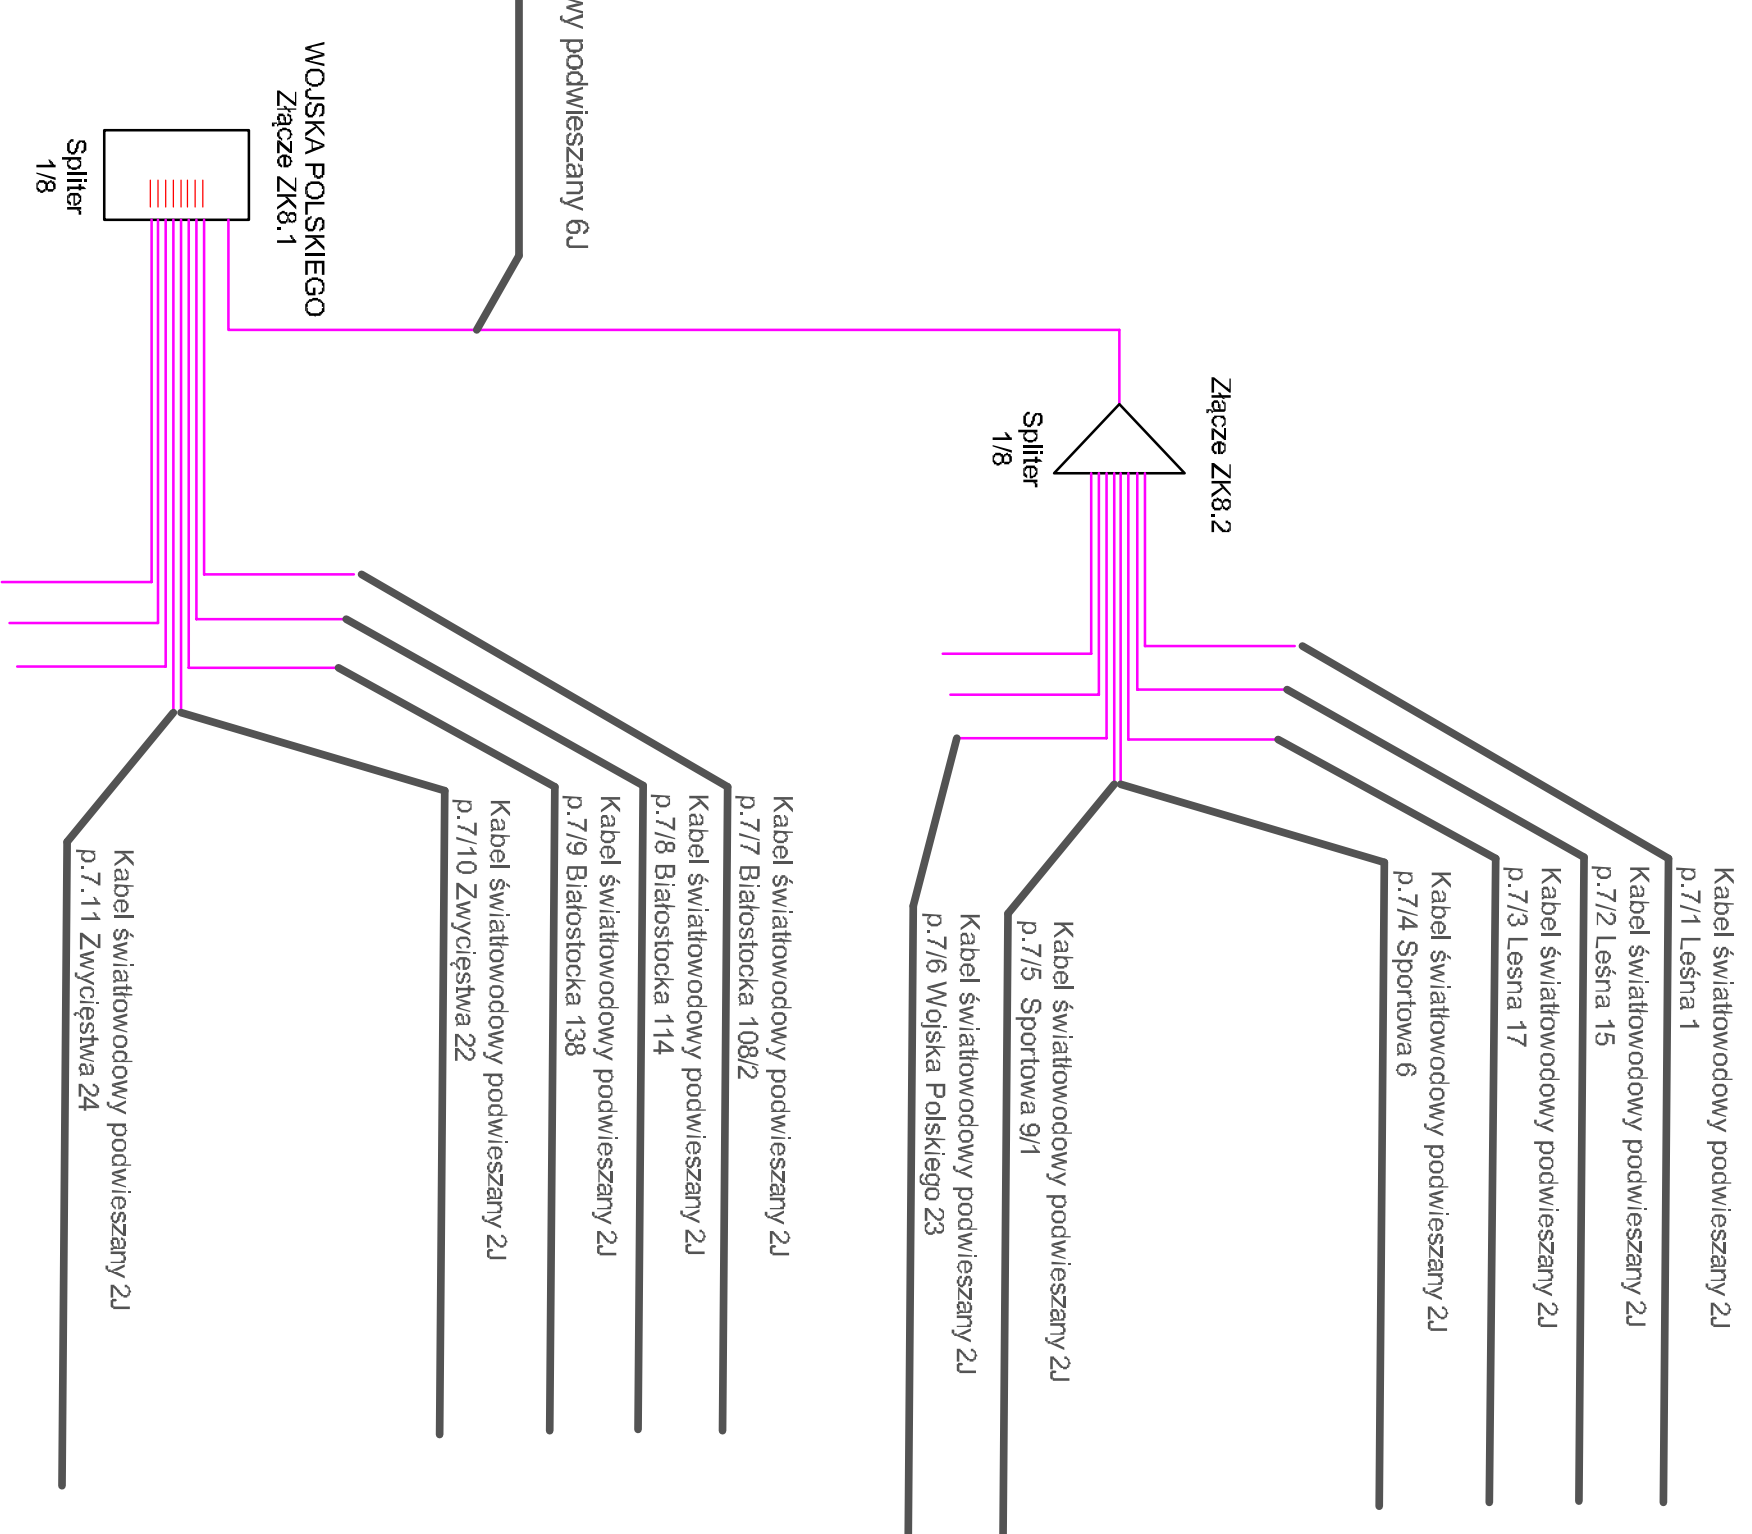 wy podwieszany 6J
WOJSKA POLSKIEGO
Złącze ZK8.1
Spliter
1/8
Złącze ZK8.2
Spliter
1/8
Kabel światłowodowy podwieszany 2J
p.7/1 Leśna 1
Kabel światłowodowy podwieszany 2J
p.7/2 Leśna 15
Kabel światłowodowy podwieszany 2J
p.7/3 Lesna 17
Kabel światłowodowy podwieszany 2J
p.7/4 Sportowa 6
Kabel światłowodowy podwieszany 2J
p.7/5 Sportowa 9/1
Kabel światłowodowy podwieszany 2J
p.7/6 Wojska Polskiego 23
Kabel światłowodowy podwieszany 2J
p.7/7 Białostocka 108/2
Kabel światłowodowy podwieszany 2J
p.7/8 Białostocka 114
Kabel światłowodowy podwieszany 2J
p.7/9 Białostocka 138
Kabel światłowodowy podwieszany 2J
p.7/10 Zwycięstwa 22
Kabel światłowodowy podwieszany 2J
p.7.11 Zwycięstwa 24